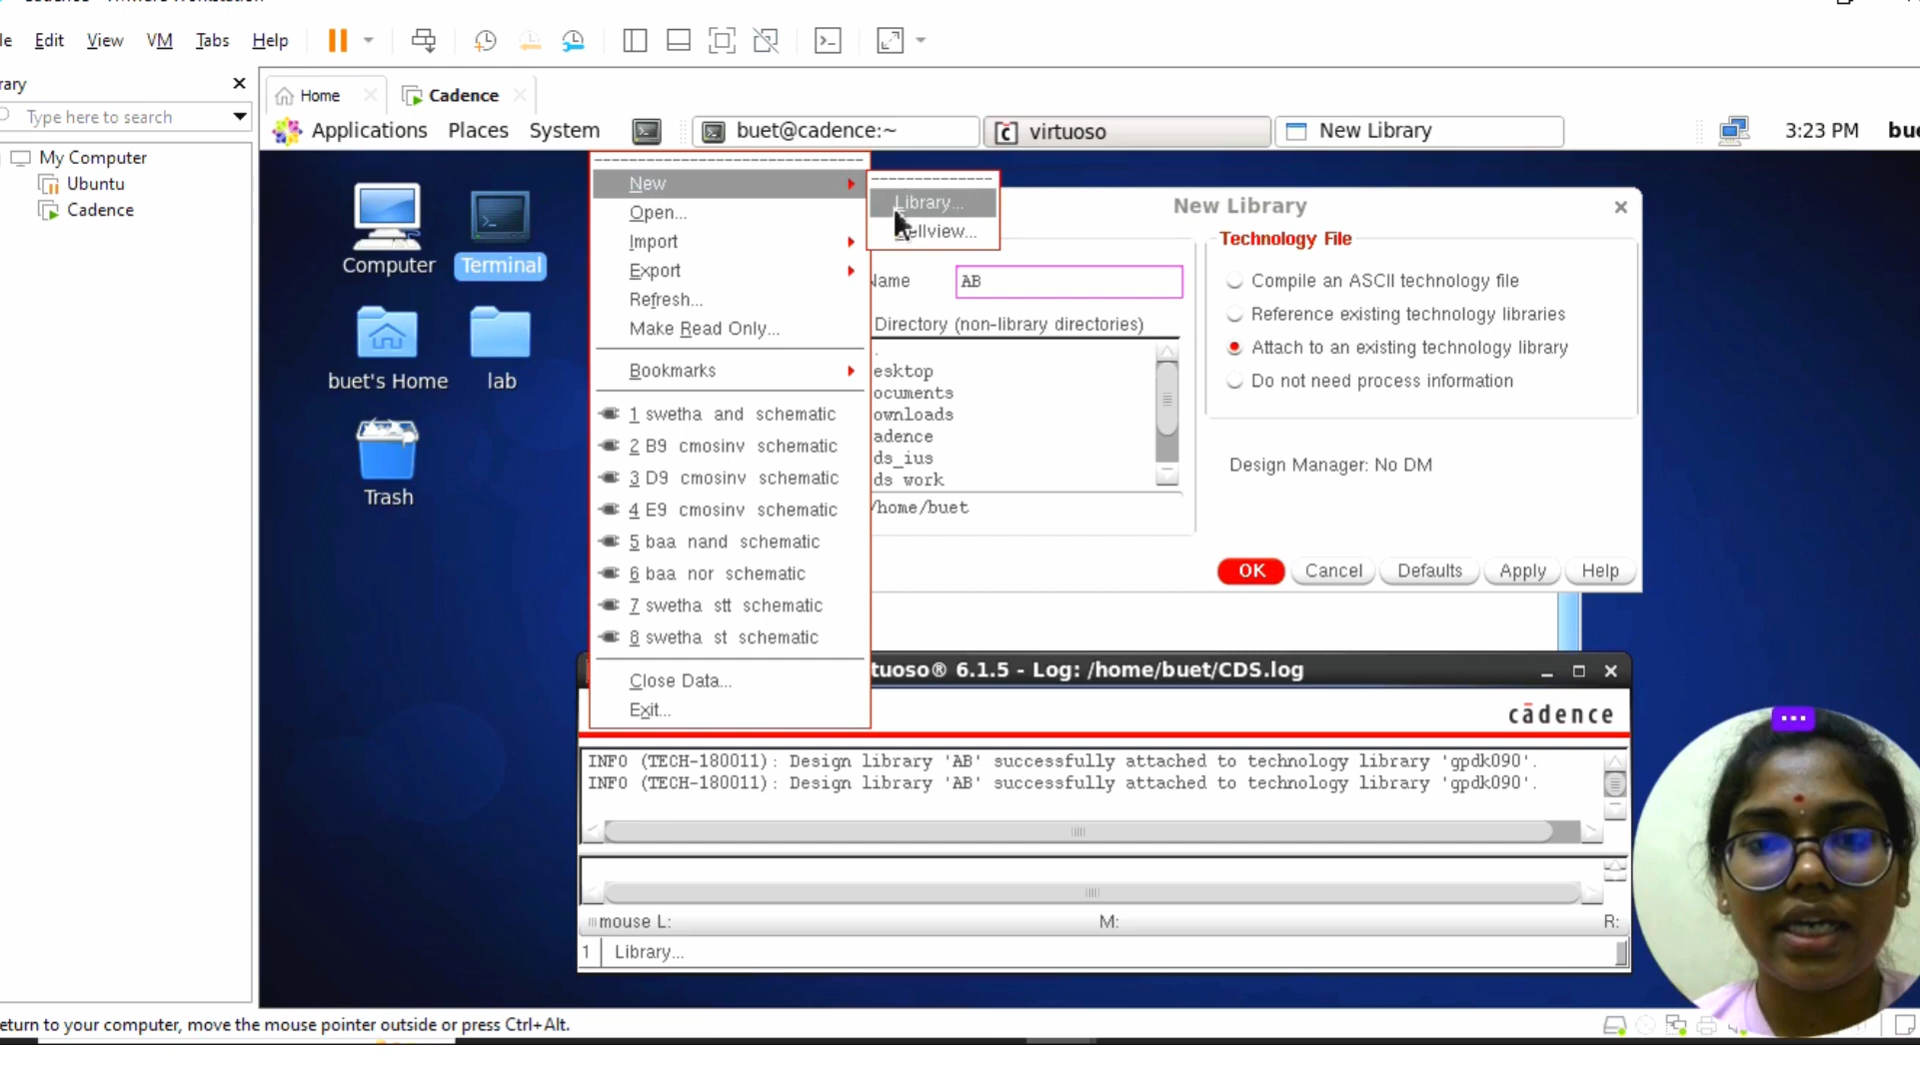 Edit View VM Tabs Help
Type here to search
My Computer
Ubuntu
Cadence
Home
Cadence
Applications Places System
buet@cadence:~
virtuoso
New Library
3:23 PM
Computer
Terminal
buet's Home
lab
Trash
New
Open...
Import
Export
Refresh...
Make Read Only...
Bookmarks
1 swetha and schematic
2 B9 cmosinv schematic
3 D9 cmosinv schematic
4 E9 cmosinv schematic
5 baa nand schematic
6 baa nor schematic
7 swetha stt schematic
8 swetha st schematic
Close Data...
Exit...
Library...
ellview...
New Library
Name
AB
Directory (non-library directories)
esktop
ocuments
ownloads
adence
ds_ius
ds work
/home/buet
Technology File
Compile an ASCII technology file
Reference existing technology libraries
Attach to an existing technology library
Do not need process information
Design Manager: No DM
OK
Cancel
Defaults
Apply
Help
tuoso® 6.1.5 - Log: /home/buet/CDS.log
cādence
INFO (TECH-180011): Design library 'AB' successfully attached to technology library 'gpdk090'.
INFO (TECH-180011): Design library 'AB' successfully attached to technology library 'gpdk090'.
mouse L: M: R:
1 Library...
eturn to your computer, move the mouse pointer outside or press Ctrl+Alt.